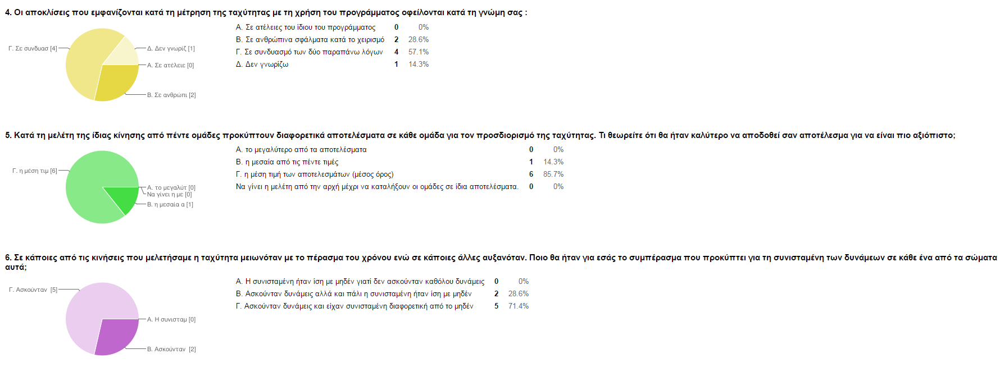 4. Οι αποκλίσεις που εμφανίζονται κατά τη μέτρηση της ταχύτητας με τη χρήση του προγράμματος οφείλονται κατά τη γνώμη σας :
Γ. Σε συνδυασ [4]
Δ. Δεν γνωρίζ [1]
Α. Σε ατέλειε [0]
Β. Σε ανθρώπι [2]
Α. Σε ατέλειες του ίδιου του προγράμματος 0 0%
Β. Σε ανθρώπινα σφάλματα κατά το χειρισμό 2 28.6%
Γ. Σε συνδυασμό των δύο παραπάνω λόγων 4 57.1%
Δ. Δεν γνωρίζω 1 14.3%
5. Κατά τη μελέτη της ίδιας κίνησης από πέντε ομάδες προκύπτουν διαφορετικά αποτελέσματα σε κάθε ομάδα για τον προσδιορισμό της ταχύτητας. Τι θεωρείτε ότι θα ήταν καλύτερο να αποδοθεί σαν αποτέλεσμα για να είναι πιο αξιόπιστο;
Γ. η μέση τιμ [6]
Α. το μεγαλύτ [0]
Να γίνει η με [0]
Β. η μεσαία α [1]
Α. το μεγαλύτερο από τα αποτελέσματα 0 0%
Β. η μεσαία από τις πέντε τιμές 1 14.3%
Γ. η μέση τιμή των αποτελεσμάτων (μέσος όρος) 6 85.7%
Να γίνει η μελέτη από την αρχή μέχρι να καταλήξουν οι ομάδες σε ίδια αποτελέσματα. 0 0%
6. Σε κάποιες από τις κινήσεις που μελετήσαμε η ταχύτητα μειωνόταν με το πέρασμα του χρόνου ενώ σε κάποιες άλλες αυξανόταν. Ποιο θα ήταν για εσάς το συμπέρασμα που προκύπτει για τη συνισταμένη των δυνάμεων σε κάθε ένα από τα σώματα
αυτά;
Γ. Ασκούνταν [5]
Α. Η συνισταμ [0]
Β. Ασκούνταν [2]
Α. Η συνισταμένη ήταν ίση με μηδέν γιατί δεν ασκούνταν καθόλου δυνάμεις 0 0%
Β. Ασκούνταν δυνάμεις αλλά και πάλι η συνισταμένη ήταν ίση με μηδέν 2 28.6%
Γ. Ασκούνταν δυνάμεις και είχαν συνισταμένη διαφορετική από το μηδέν 5 71.4%